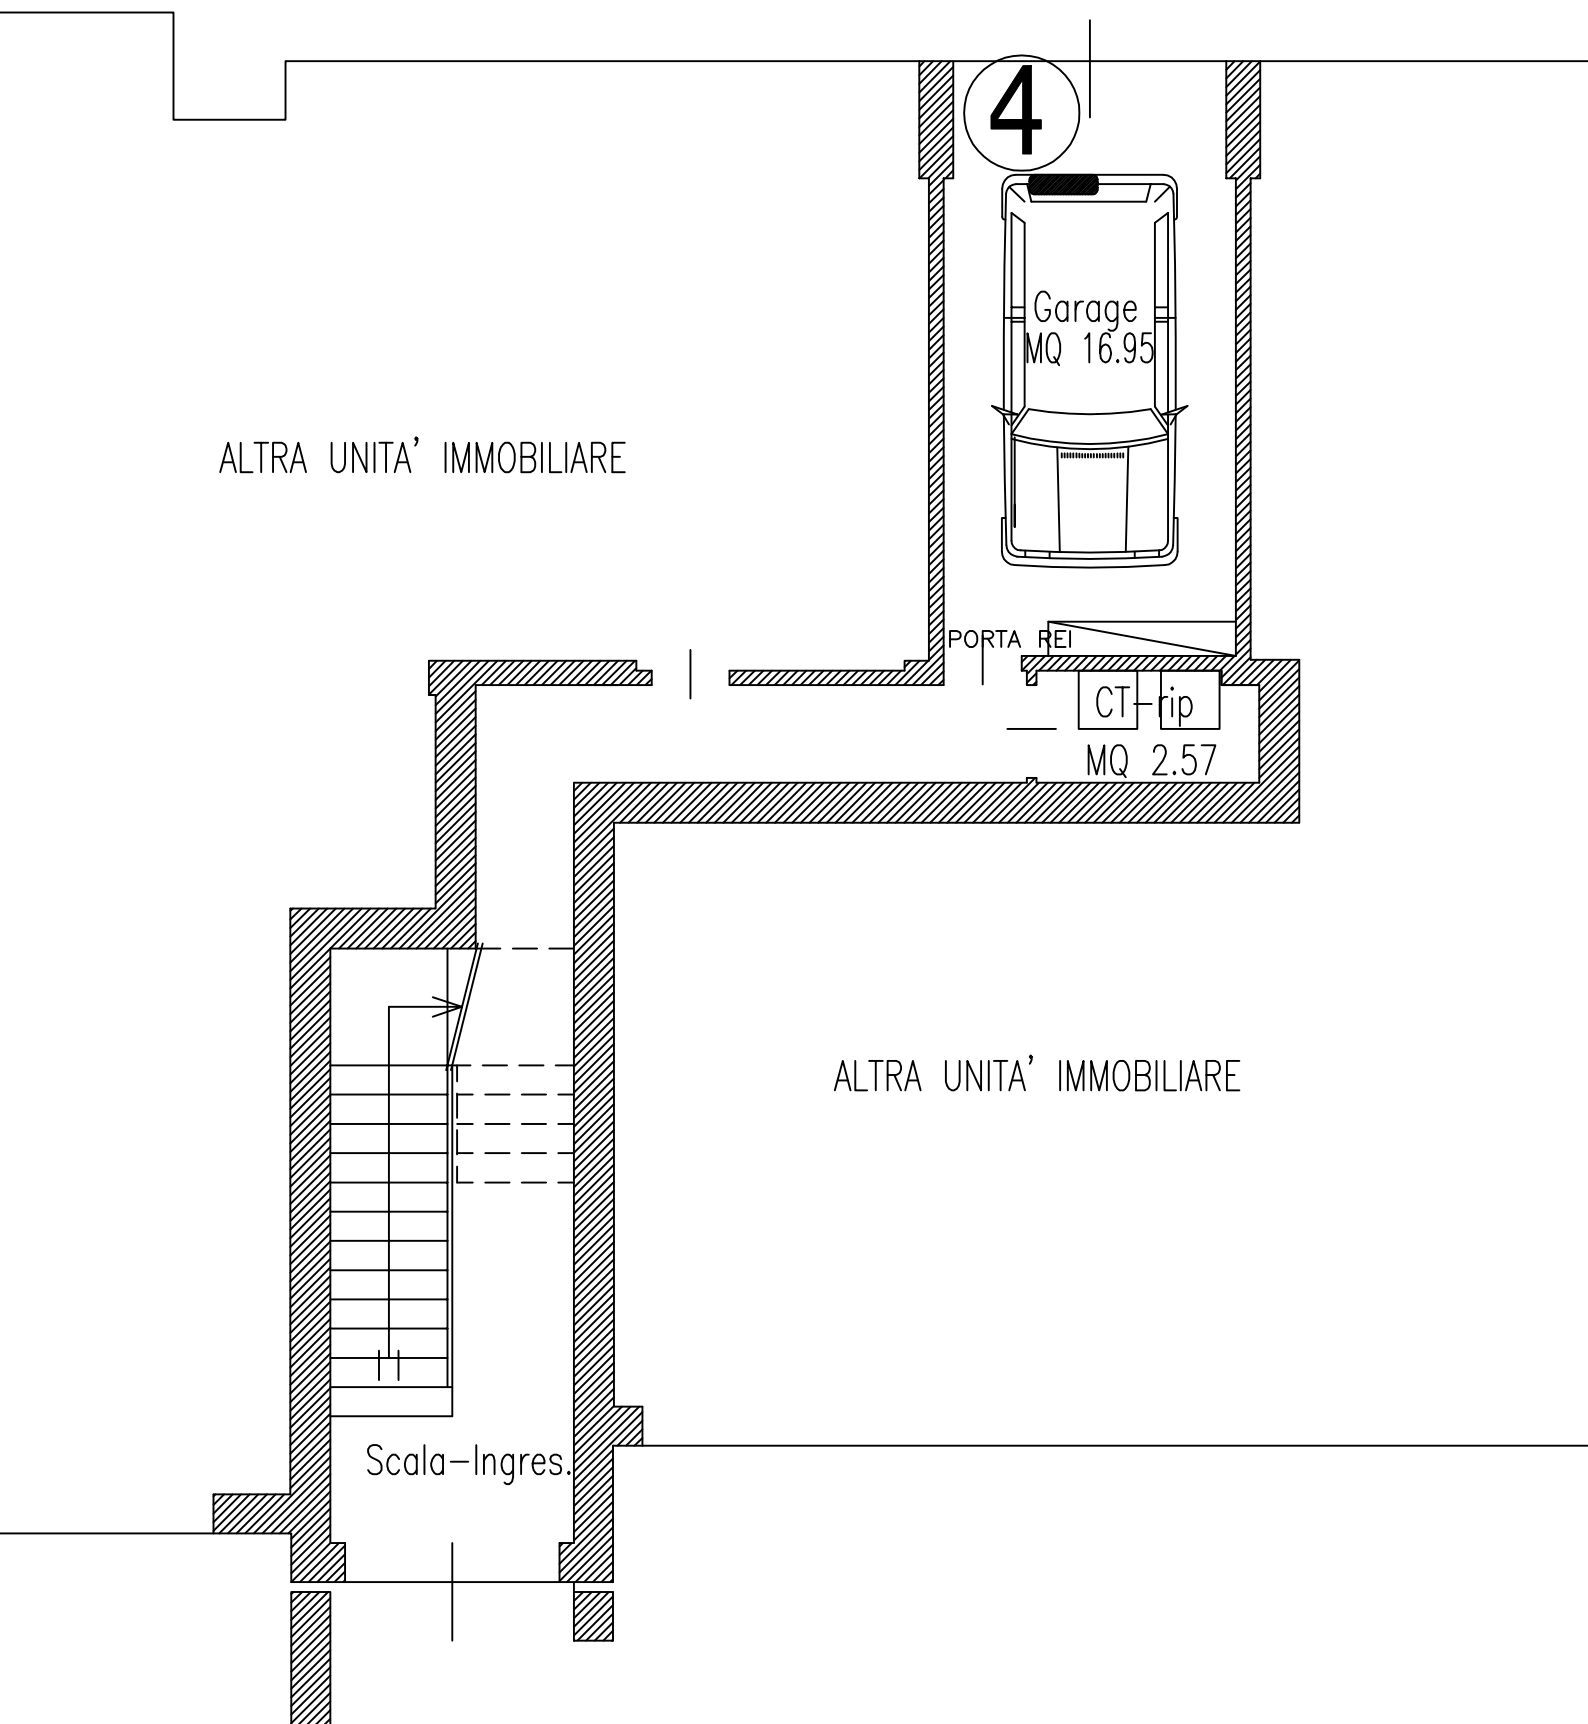 4
Garage
MQ 16.95
ALTRA UNITA' IMMOBILIARE
PORTA REI
CT-rip
MQ 2.57
ALTRA UNITA' IMMOBILIARE
Scala-Ingres.